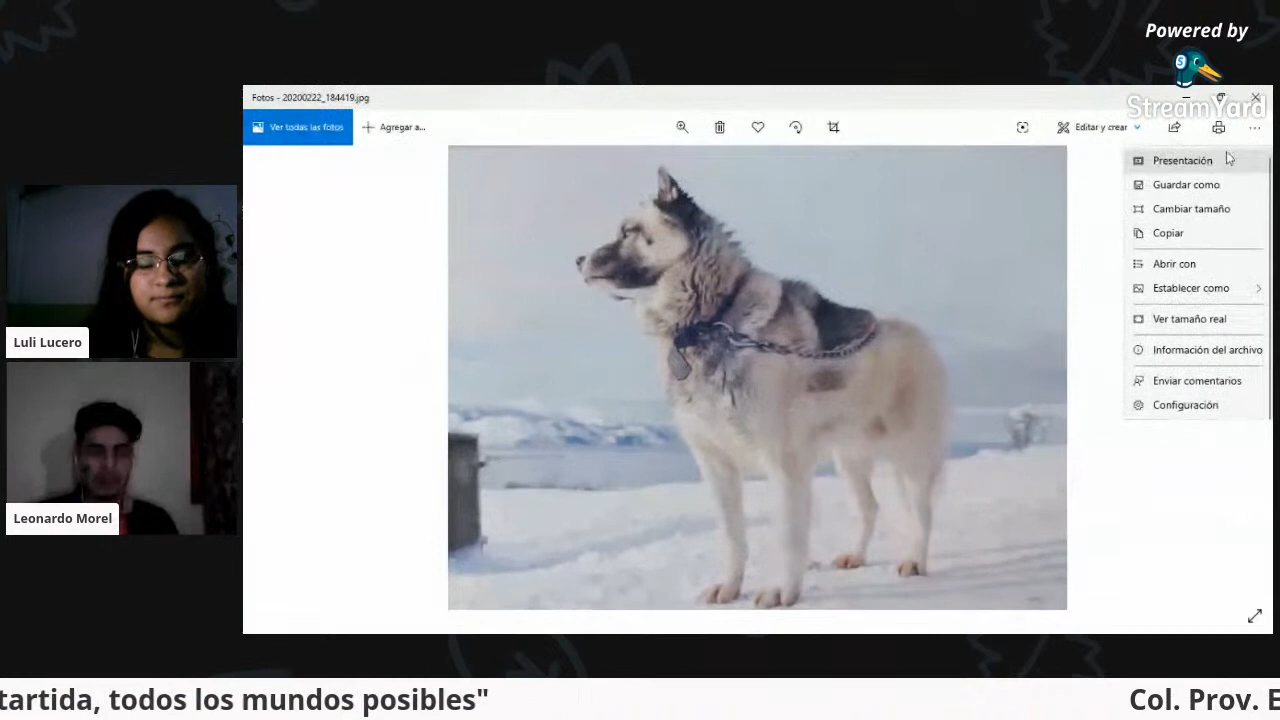 Powered by
StreamYard
Fotos - 20200222_184419.jpg
Ver todas las fotos
Agregar a...
Editar y crear
Presentación
Guardar como
Cambiar tamaño
Copiar
Abrir con
Establecer como
Ver tamaño real
Información del archivo
Enviar comentarios
Configuración
Luli Lucero
Leonardo Morel
tartida, todos los mundos posibles" Col. Prov. E